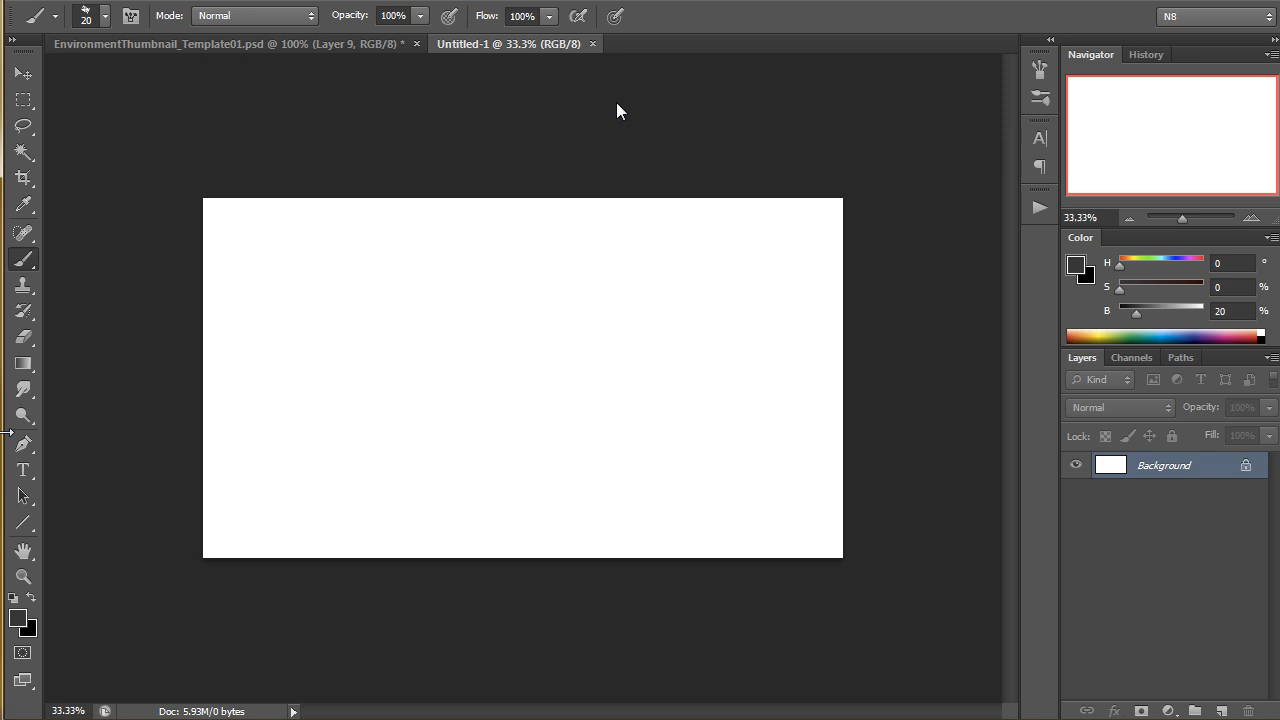 20 Mode: Normal Opacity: 100% Flow: 100% N8
EnvironmentThumbnail_Template01.psd @ 100% (Layer 9, RGB/8) * × Untitled-1 @ 33.3% (RGB/8) ×
Navigator History
33.33%
Color
H 0 °
S 0 %
B 20 %
Layers Channels Paths
Kind
Normal Opacity: 100%
Lock: Fill: 100%
Background
33.33% Doc: 5.93M/0 bytes